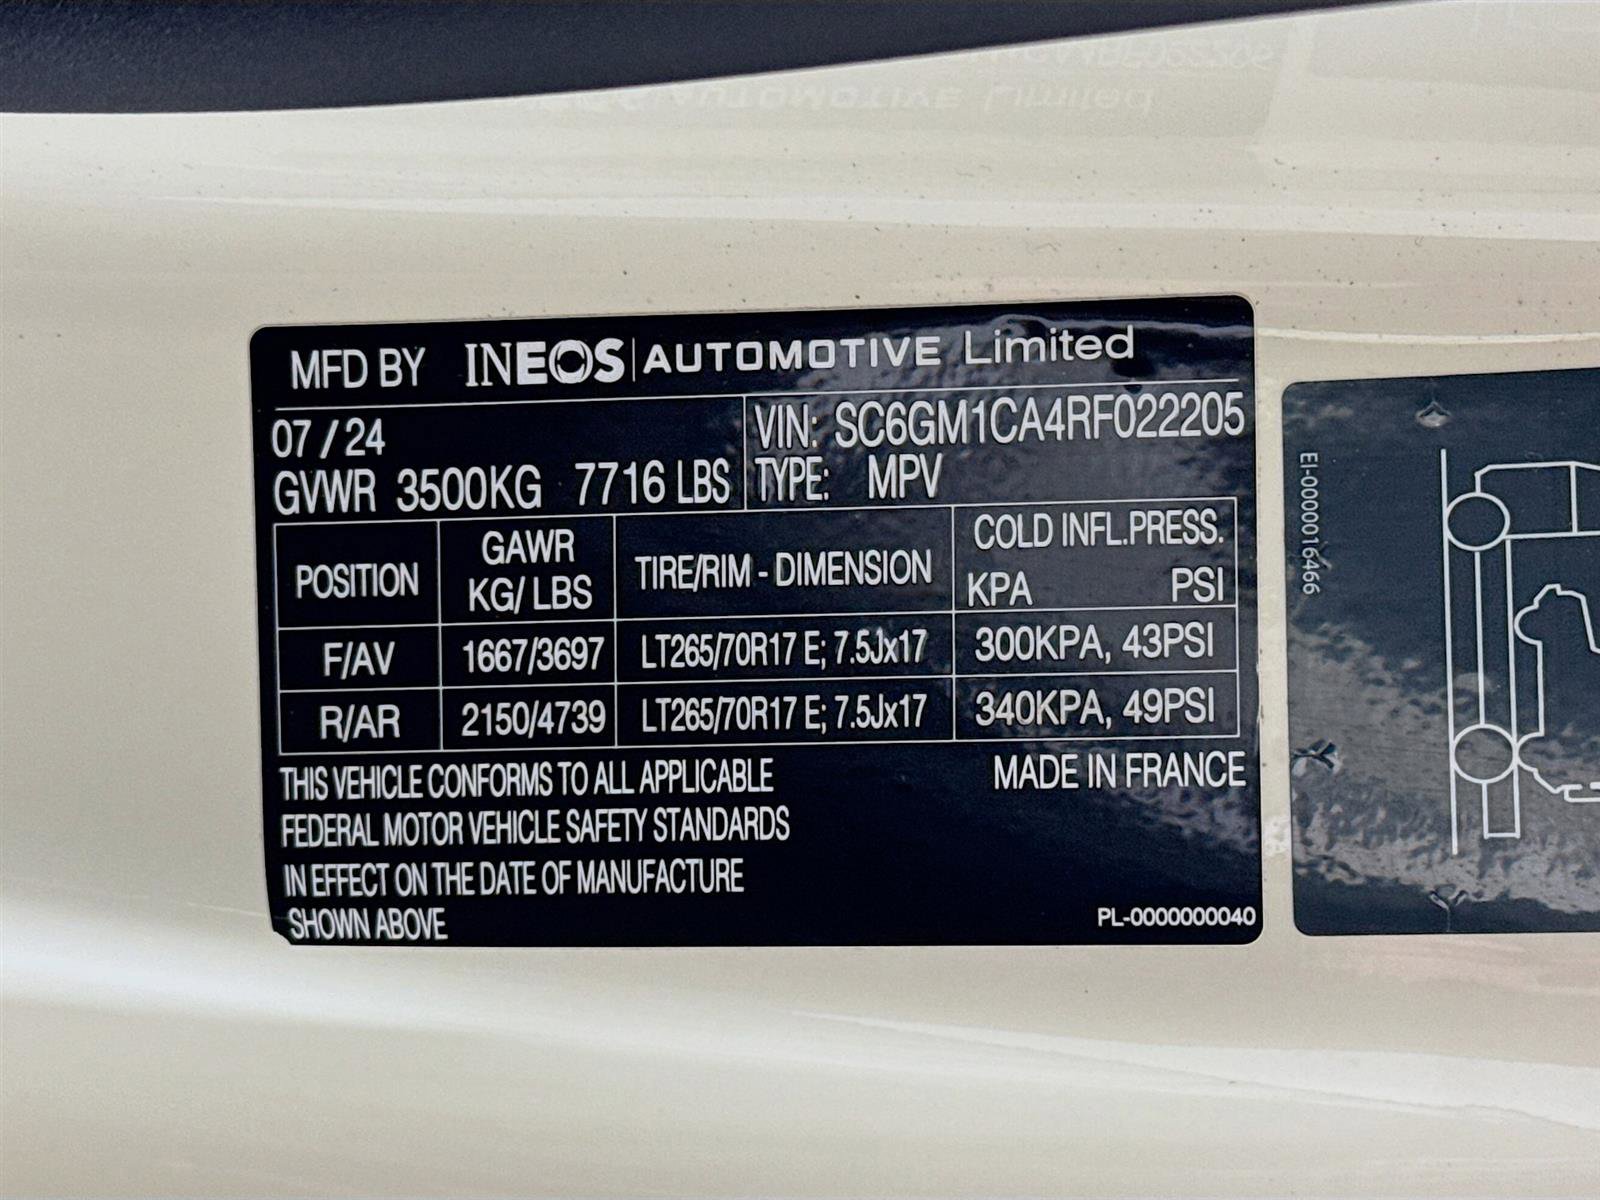 MFD BY INEOS | AUTOMOTIVE Limited
07 / 24
GVWR 3500KG 7716 LBS
VIN: SC6GM1CA4RF022205
TYPE: MPV
POSITION GAWR KG/ LBS TIRE/RIM - DIMENSION COLD INFL.PRESS. KPA PSI
F/AV 1667/3697 LT265/70R17 E; 7.5Jx17 300KPA, 43PSI
R/AR 2150/4739 LT265/70R17 E; 7.5Jx17 340KPA, 49PSI
THIS VEHICLE CONFORMS TO ALL APPLICABLE
FEDERAL MOTOR VEHICLE SAFETY STANDARDS
IN EFFECT ON THE DATE OF MANUFACTURE
SHOWN ABOVE
MADE IN FRANCE
PL-0000000040
EI-0000016466
AUTOMOTIVE Limited